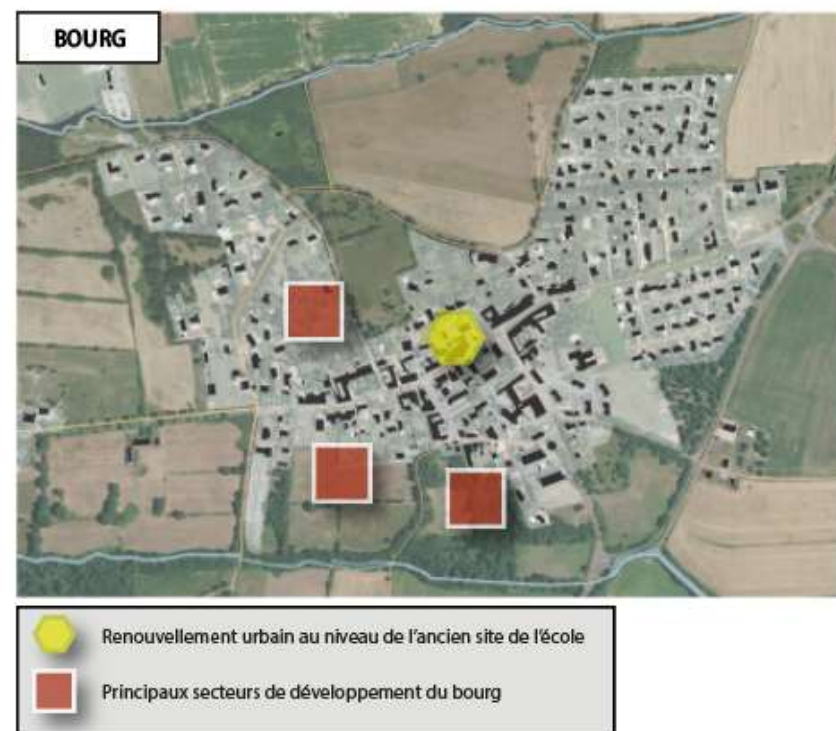 BOURG
Renouvellement urbain au niveau de l'ancien site de l'école
Principaux secteurs de développement du bourg